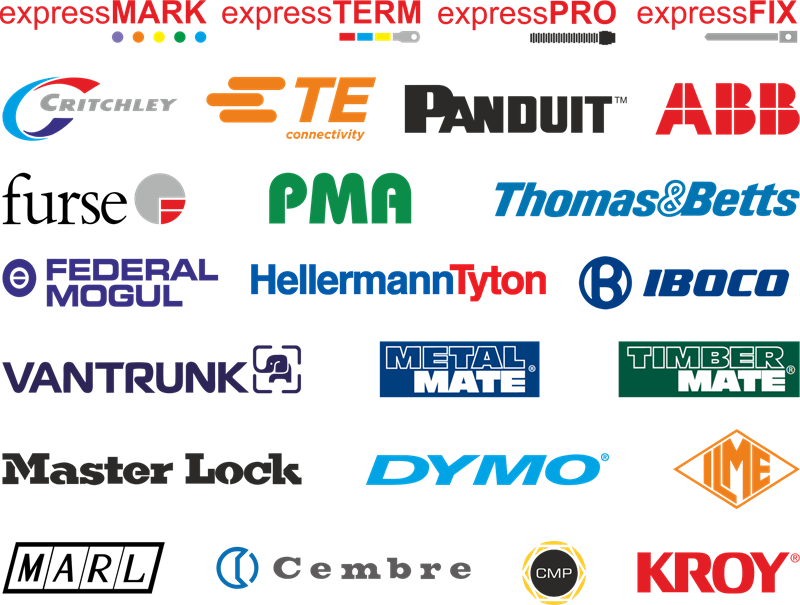 expressMARK expressTERM expressPRO expressFIX
CRITCHLEY TE connectivity PANDUIT™ ABB
furse PMA Thomas&Betts
FEDERAL MOGUL HellermannTyton IBOCO
VANTRUNK METAL MATE® TIMBER MATE®
Master Lock DYMO® ILME
MARL Cembre CMP KROY®